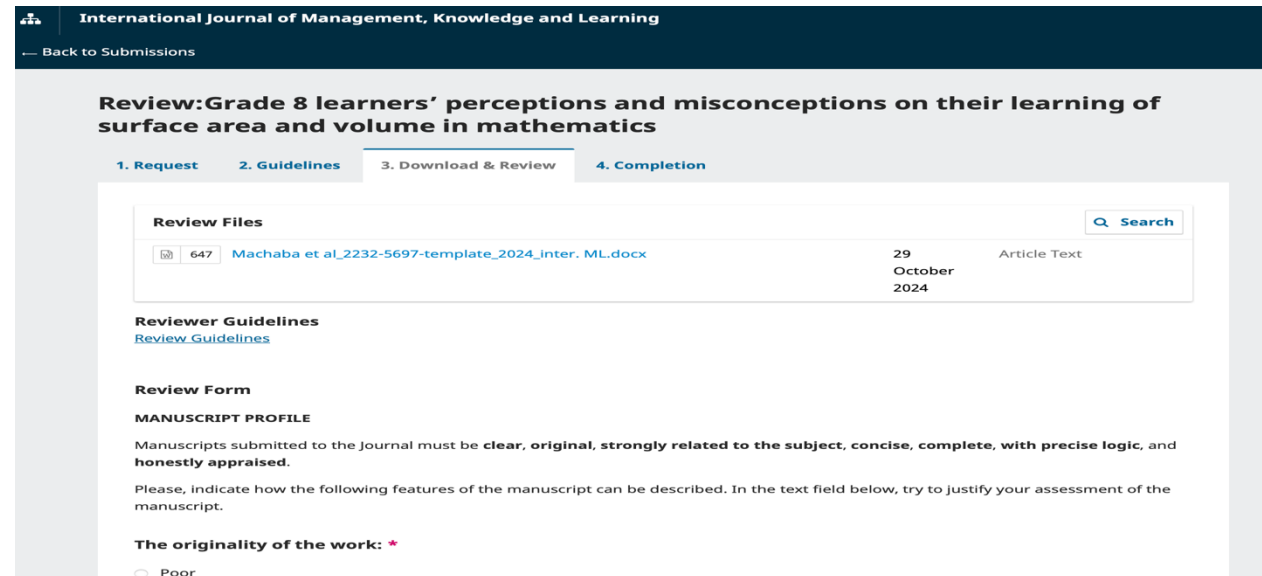 International Journal of Management, Knowledge and Learning
← Back to Submissions
Review:Grade 8 learners’ perceptions and misconceptions on their learning of
surface area and volume in mathematics
1. Request 2. Guidelines 3. Download & Review 4. Completion
Review Files Search
647 Machaba et al_2232-5697-template_2024_inter. ML.docx 29 Article Text
October
2024
Reviewer Guidelines
Review Guidelines
Review Form
MANUSCRIPT PROFILE
Manuscripts submitted to the Journal must be clear, original, strongly related to the subject, concise, complete, with precise logic, and
honestly appraised.
Please, indicate how the following features of the manuscript can be described. In the text field below, try to justify your assessment of the
manuscript.
The originality of the work: *
Poor